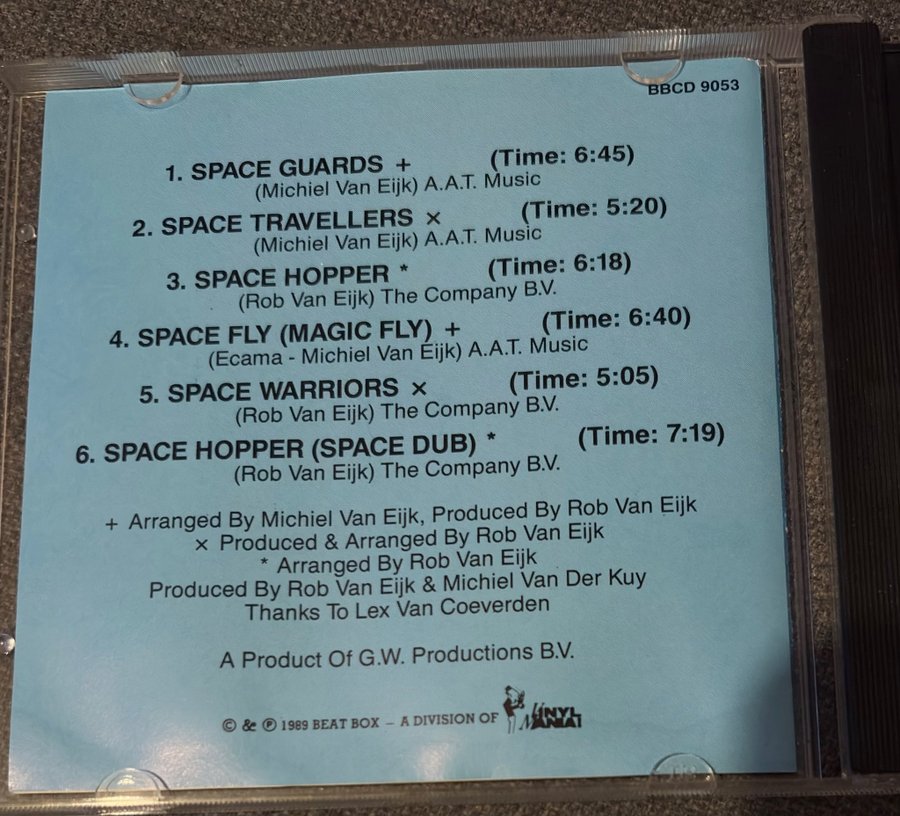 BBCD 9053
1. SPACE GUARDS + (Time: 6:45)
(Michiel Van Eijk) A.A.T. Music
2. SPACE TRAVELLERS × (Time: 5:20)
(Michiel Van Eijk) A.A.T. Music
3. SPACE HOPPER * (Time: 6:18)
(Rob Van Eijk) The Company B.V.
4. SPACE FLY (MAGIC FLY) + (Time: 6:40)
(Ecama - Michiel Van Eijk) A.A.T. Music
5. SPACE WARRIORS × (Time: 5:05)
(Rob Van Eijk) The Company B.V.
6. SPACE HOPPER (SPACE DUB) * (Time: 7:19)
(Rob Van Eijk) The Company B.V.
+ Arranged By Michiel Van Eijk, Produced By Rob Van Eijk
× Produced & Arranged By Rob Van Eijk
* Arranged By Rob Van Eijk
Produced By Rob Van Eijk & Michiel Van Der Kuy
Thanks To Lex Van Coeverden
A Product Of G.W. Productions B.V.
© & ℗ 1989 BEAT BOX – A DIVISION OF VINYL MANIA!